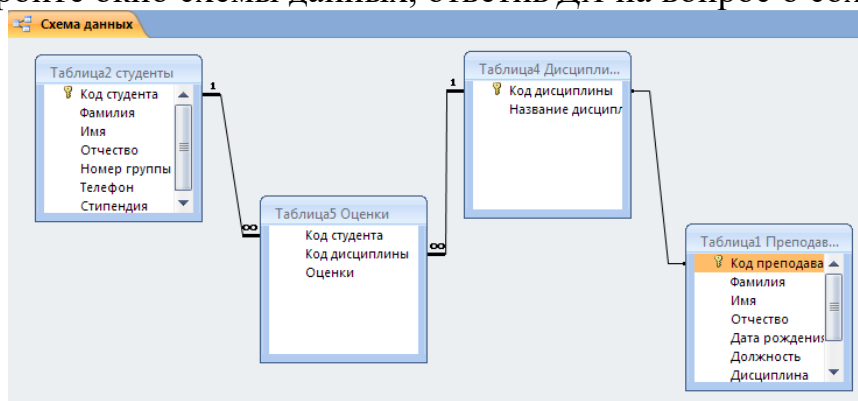 Схема данных
Таблица2 студенты
Код студента
Фамилия
Имя
Отчество
Номер группы
Телефон
Стипендия
1
∞
Таблица5 Оценки
Код студента
Код дисциплины
Оценки
1
∞
Таблица4 Дисципли...
Код дисциплины
Название дисципл
Таблица1 Преподав...
Код преподава
Фамилия
Имя
Отчество
Дата рождения
Должность
Дисциплина